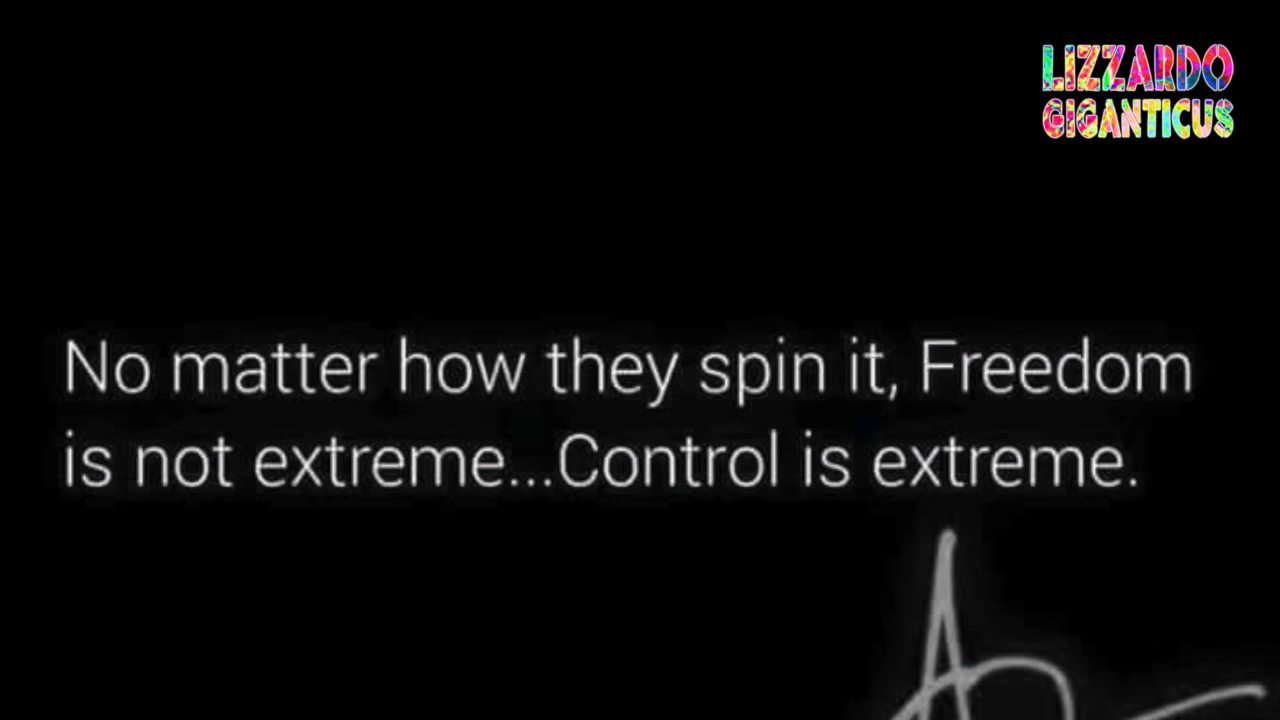 LIZZARDO
GIGANTICUS
No matter how they spin it, Freedom
is not extreme...Control is extreme.